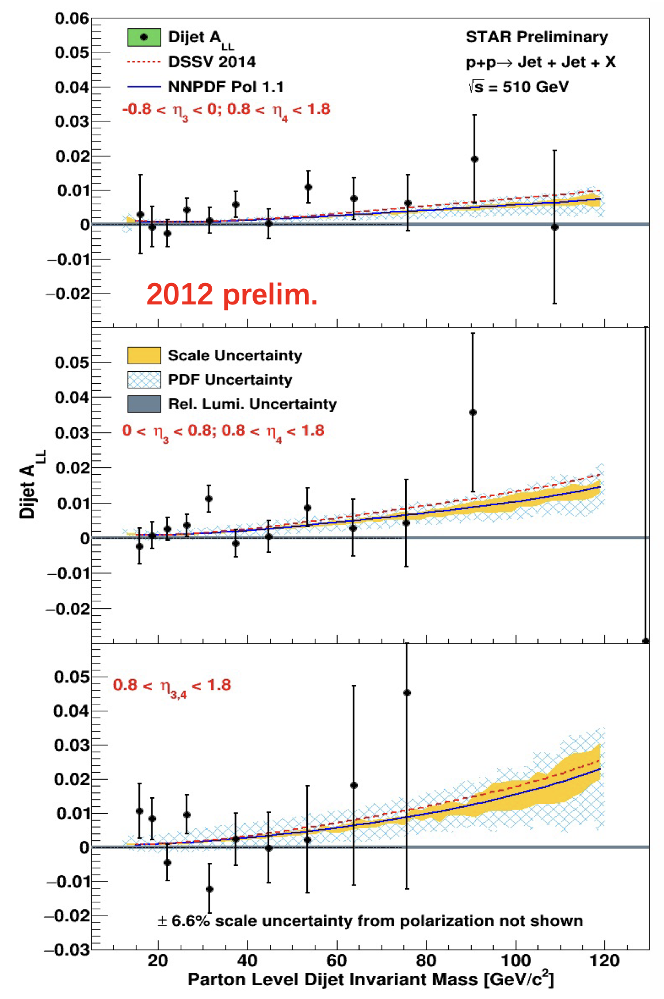 0.06
0.05
0.04
0.03
0.02
0.01
0
−0.01
−0.02
Dijet A_LL
DSSV 2014
NNPDF Pol 1.1
-0.8 < η_3 < 0; 0.8 < η_4 < 1.8
STAR Preliminary
p+p→ Jet + Jet + X
√s = 510 GeV
2012 prelim.
Dijet A_LL
0.05
0.04
0.03
0.02
0.01
0
−0.01
−0.02
Scale Uncertainty
PDF Uncertainty
Rel. Lumi. Uncertainty
0 < η_3 < 0.8; 0.8 < η_4 < 1.8
0.05
0.04
0.03
0.02
0.01
0
−0.01
−0.02
−0.03
0.8 < η_3,4 < 1.8
± 6.6% scale uncertainty from polarization not shown
20 40 60 80 100 120
Parton Level Dijet Invariant Mass [GeV/c²]